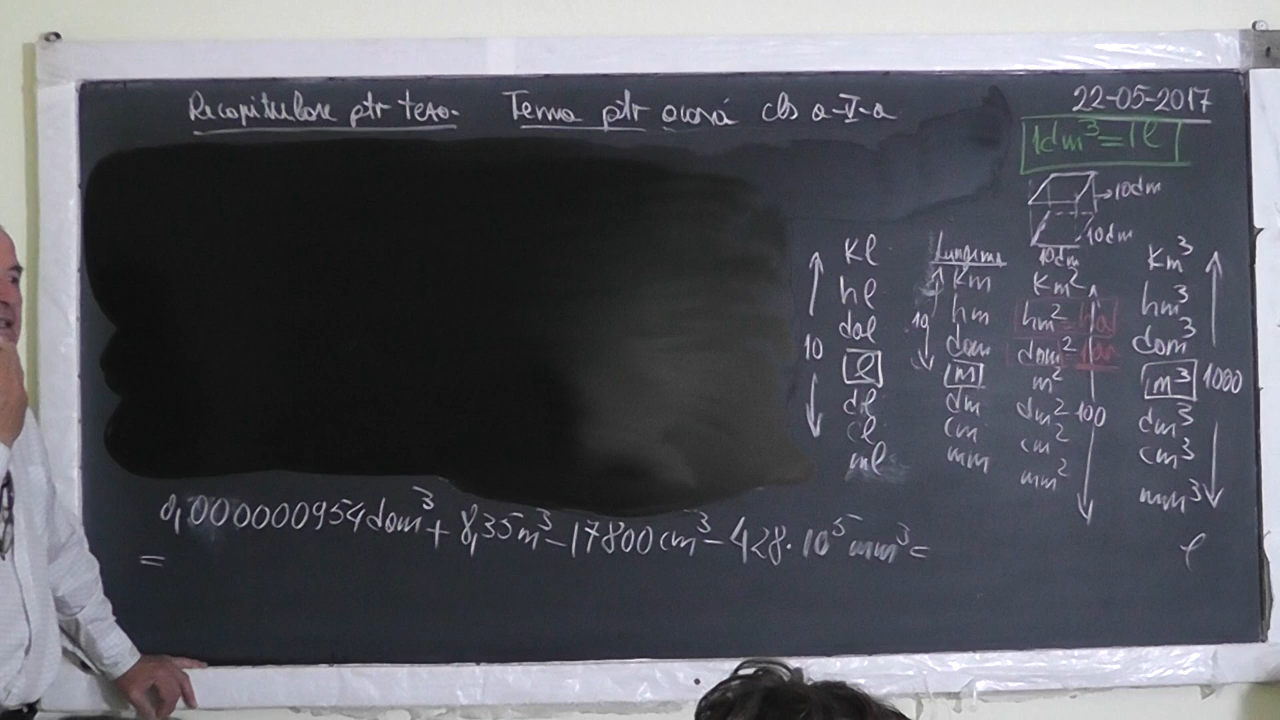 Recapitulare ptr teza. Tema ptr acasă cls a-V-a
22-05-2017
1dm³=1l
10dm
10dm
10dm
kl
hl
dal
l
dl
cl
ml
10
Lungime
km
hm
dam
m
dm
cm
mm
10
km²
hm²=ha
dam²=1ar
m²
dm²
cm²
mm²
100
km³
hm³
dam³
m³
dm³
cm³
mm³
1000
0,000000954dam³+8,35m³-17800cm³-428·10⁵mm³=
=
l